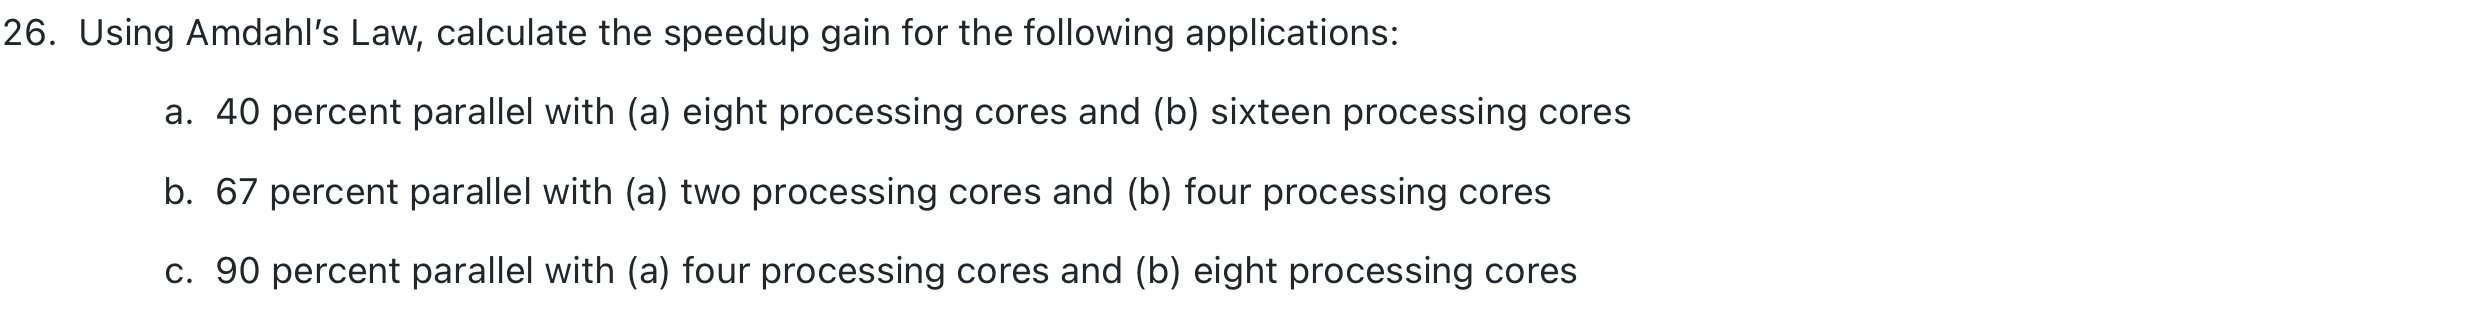 26. Using Amdahl’s Law, calculate the speedup gain for the following applications:
a. 40 percent parallel with (a) eight processing cores and (b) sixteen processing cores
b. 67 percent parallel with (a) two processing cores and (b) four processing cores
c. 90 percent parallel with (a) four processing cores and (b) eight processing cores